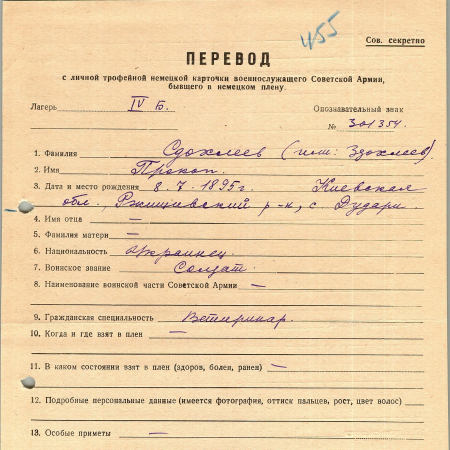 455
Сов. секретно
ПЕРЕВОД
с личной трофейной немецкой карточки военнослужащего Советской Армии,
бывшего в немецком плену.
Лагерь IV Б.
Опознавательный знак
№ 301354.
1. Фамилия Сдохлеев (или: Здохлеев).
2. Имя Прокоп.
3. Дата и место рождения 8.7.1895г. Киевская
обл., Ржищевский р-н, с. Дудари.
4. Имя отца —
5. Фамилия матери —
6. Национальность Украинец.
7. Воинское звание Солдат.
8. Наименование воинской части Советской Армии —
9. Гражданская специальность Ветеринар.
10. Когда и где взят в плен —
11. В каком состоянии взят в плен (здоров, болен, ранен) —
12. Подробные персональные данные (имеется фотография, оттиск пальцев, рост, цвет волос)
13. Особые приметы —